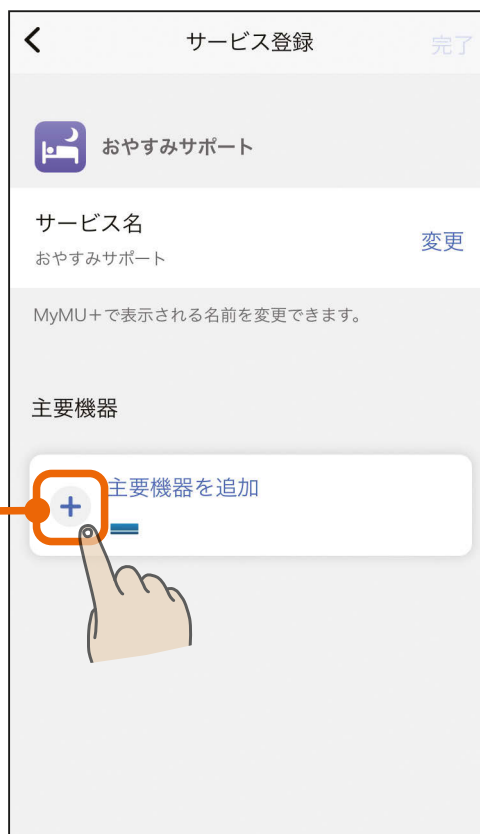 サービス登録 完了
おやすみサポート
サービス名
変更
おやすみサポート
MyMU+で表示される名前を変更できます。
主要機器
主要機器を追加